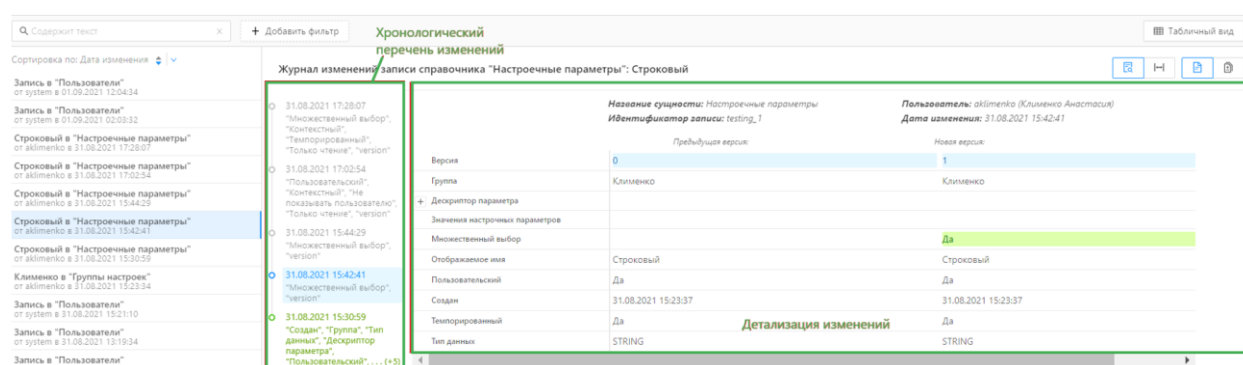 Содержит текст
+ Добавить фильтр
Хронологический
перечень изменений
Табличный вид
Сортировка по: Дата изменения
Журнал изменений записи справочника "Настроечные параметры": Строковый
Запись в "Пользователи"
от system в 01.09.2021 12:04:34
Запись в "Пользователи"
от system в 01.09.2021 02:03:32
Строковый в "Настроечные параметры"
от aklimenko в 31.08.2021 17:28:07
Строковый в "Настроечные параметры"
от aklimenko в 31.08.2021 17:02:54
Строковый в "Настроечные параметры"
от aklimenko в 31.08.2021 15:44:29
Строковый в "Настроечные параметры"
от aklimenko в 31.08.2021 15:42:41
Строковый в "Настроечные параметры"
от aklimenko в 31.08.2021 15:30:59
Клименко в "Группы настроек"
от aklimenko в 31.08.2021 15:23:34
Запись в "Пользователи"
от system в 31.08.2021 15:21:10
Запись в "Пользователи"
от system в 31.08.2021 13:19:34
Запись в "Пользователи"
31.08.2021 17:28:07
"Множественный выбор",
"Контекстный",
"Темпорированный",
"Только чтение", "version"
31.08.2021 17:02:54
"Пользовательский",
"Контекстный", "Не
показывать пользователю",
"Только чтение", "version"
31.08.2021 15:44:29
"Множественный выбор",
"version"
31.08.2021 15:42:41
"Множественный выбор",
"version"
31.08.2021 15:30:59
"Создан", "Группа", "Тип
данных", "Дескриптор
параметра",
"Пользовательский", . . . (+5)
Название сущности: Настроечные параметры Пользователь: aklimenko (Клименко Анастасия)
Идентификатор записи: testing_1 Дата изменения: 31.08.2021 15:42:41
Предыдущая версия: Новая версия:
Версия 0 1
Группа Клименко Клименко
+ Дескриптор параметра
Значения настрочных параметров
Множественный выбор Да
Отображаемое имя Строковый Строковый
Пользовательский Да Да
Создан 31.08.2021 15:23:37 31.08.2021 15:23:37
Темпорированный Да Да
Детализация изменений
Тип данных STRING STRING